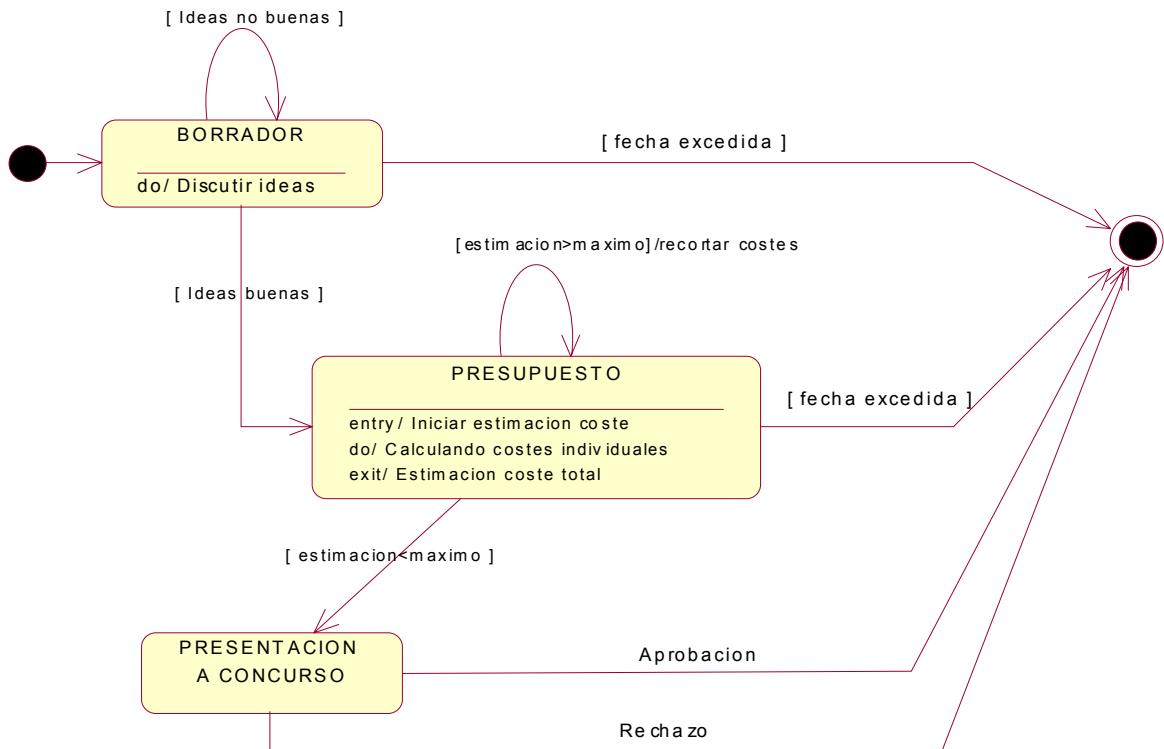 [ Ideas no buenas ]
BORRADOR
do/ Discutir ideas
[ fecha excedida ]
[estimacion>maximo]/recortar costes
[ Ideas buenas ]
PRESUPUESTO
entry/ Iniciar estimacion coste
do/ Calculando costes individuales
exit/ Estimacion coste total
[ fecha excedida ]
[ estimacion<maximo ]
PRESENTACION
A CONCURSO
Aprobacion
Rechazo